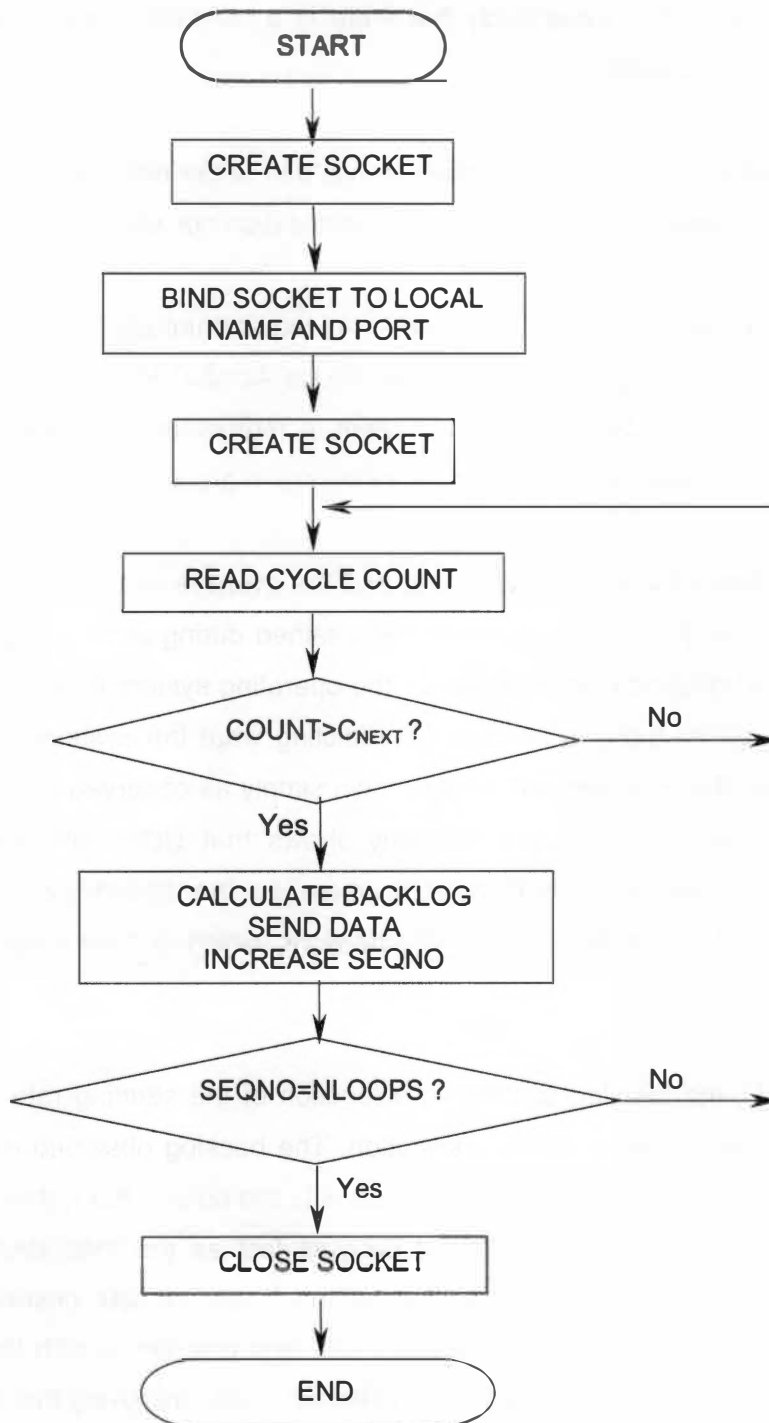 START
CREATE SOCKET
BIND SOCKET TO LOCAL
NAME AND PORT
CREATE SOCKET
READ CYCLE COUNT
COUNT>CNEXT ?
No
Yes
CALCULATE BACKLOG
SEND DATA
INCREASE SEQNO
SEQNO=NLOOPS ?
No
Yes
CLOSE SOCKET
END